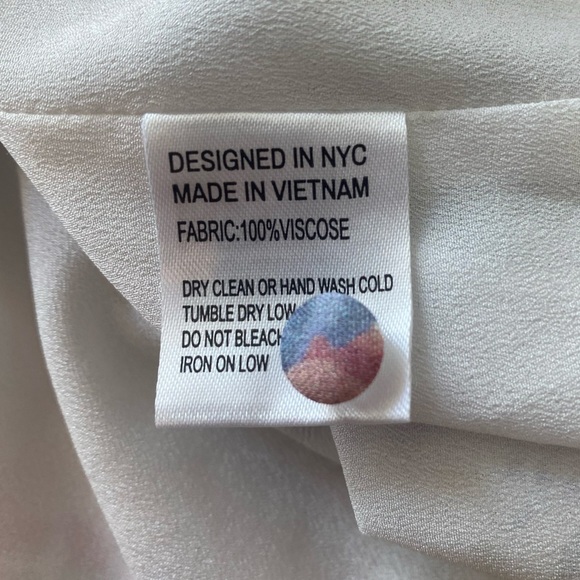 DESIGNED IN NYC
MADE IN VIETNAM
FABRIC:100%VISCOSE
DRY CLEAN OR HAND WASH COLD
TUMBLE DRY LOW
DO NOT BLEACH
IRON ON LOW